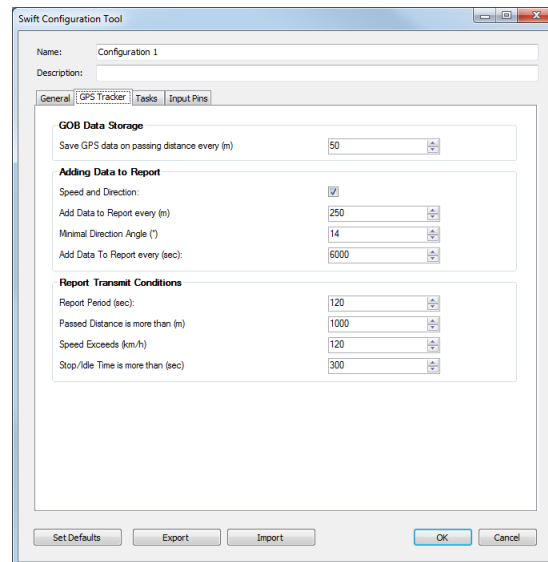 Swift Configuration Tool
Name: Configuration 1
Description:
General GPS Tracker Tasks Input Pins
GOB Data Storage
Save GPS data on passing distance every (m) 50
Adding Data to Report
Speed and Direction:
Add Data to Report every (m) 250
Minimal Direction Angle (°) 14
Add Data To Report every (sec): 6000
Report Transmit Conditions
Report Period (sec): 120
Passed Distance is more than (m) 1000
Speed Exceeds (km/h) 120
Stop/Idle Time is more than (sec) 300
Set Defaults Export Import OK Cancel